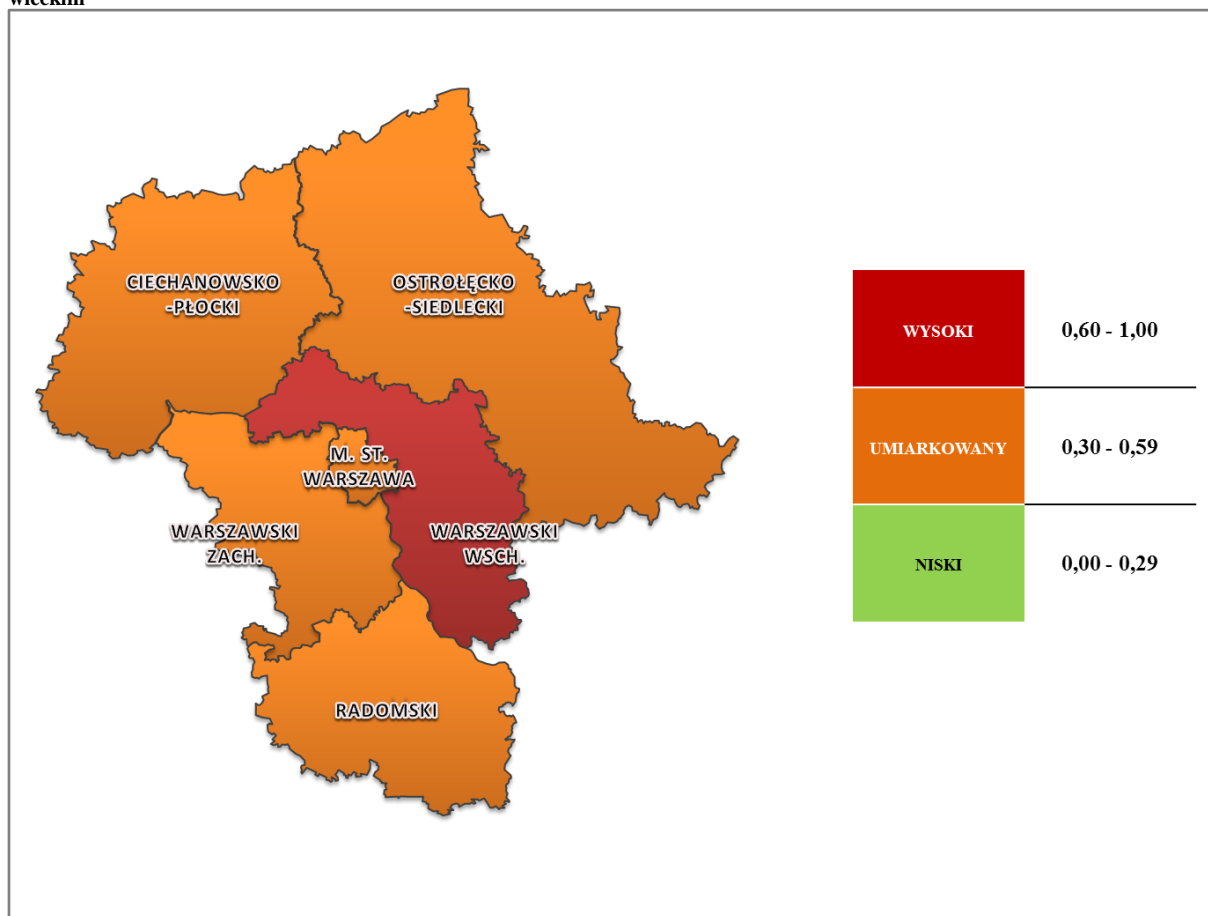 CIECHANOWSKO
-PŁOCKI
OSTROŁĘCKO
-SIEDLECKI
M. ST.
WARSZAWA
WARSZAWSKI
ZACH.
WARSZAWSKI
WSCH.
RADOMSKI
WYSOKI 0,60 - 1,00
UMIARKOWANY 0,30 - 0,59
NISKI 0,00 - 0,29